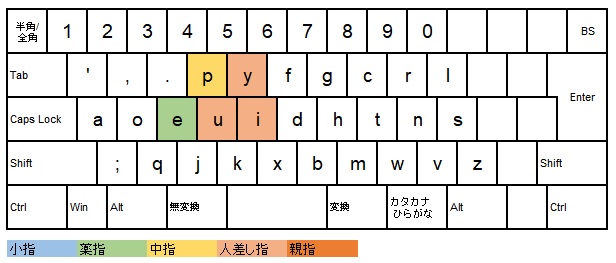 半角/
全角 1 2 3 4 5 6 7 8 9 0 BS
Tab ' , . p y f g c r l
Enter
Caps Lock a o e u i d h t n s
Shift ; q j k x b m w v z Shift
Ctrl Win Alt 無変換 変換 カタカナ
ひらがな Alt Ctrl
小指 薬指 中指 人差し指 親指